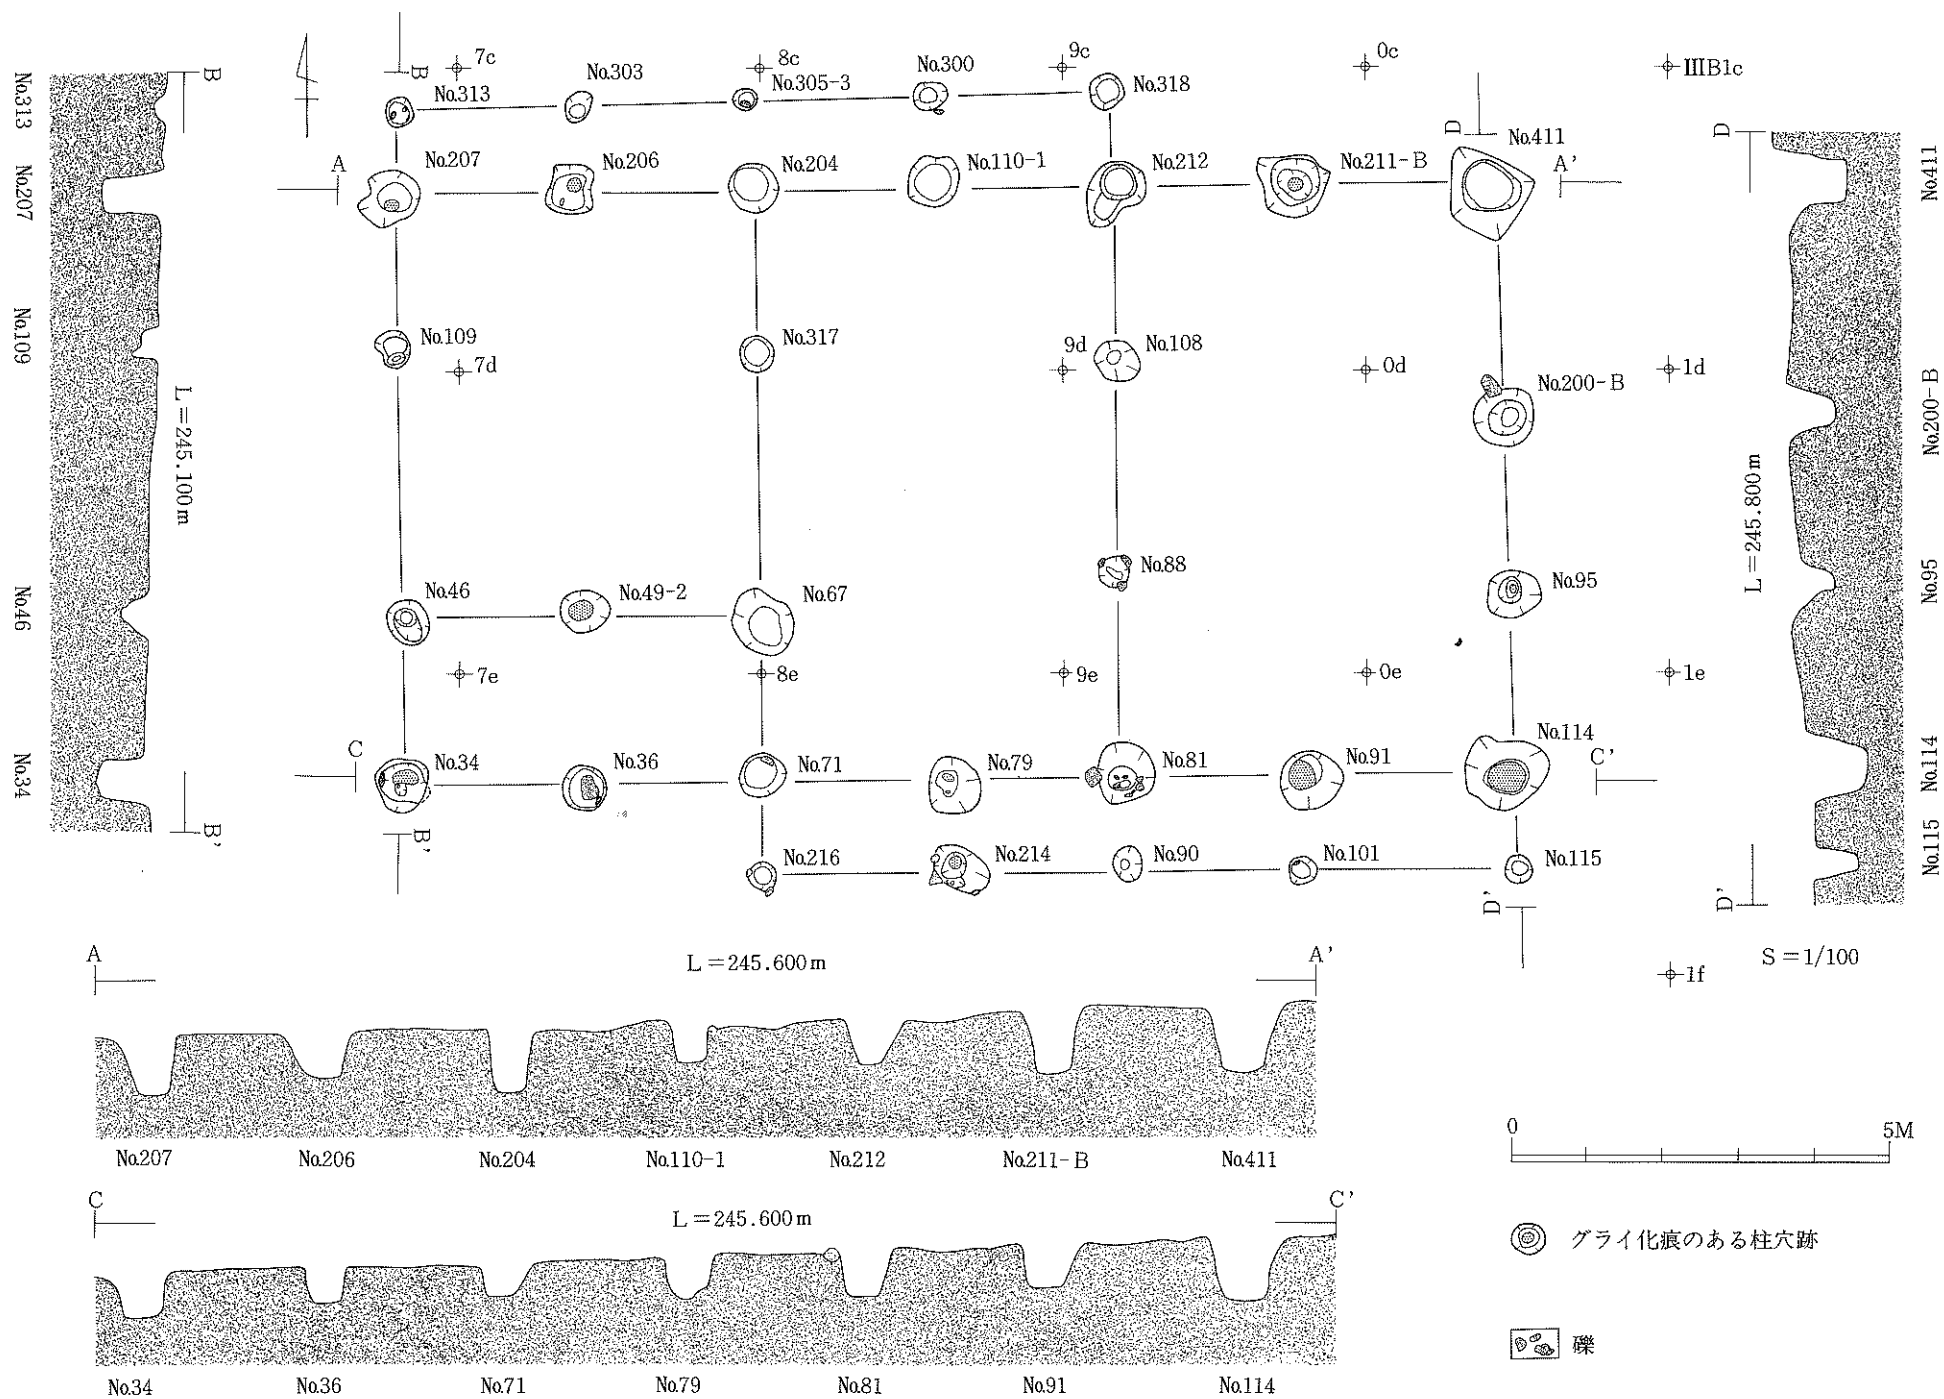 7c
8c
9c
0c
IIIB1c
B
No.313
No.303
No.305-3
No.300
No.318
D
No.411
A
No.207
No.206
No.204
No.110-1
No.212
No.211-B
A'
No.109
7d
No.317
9d
No.108
0d
1d
No.200-B
No.46
No.49-2
No.67
No.88
No.95
7e
8e
9e
0e
1e
C
No.34
No.36
No.71
No.79
No.81
No.91
No.114
C'
B'
No.216
No.214
No.90
No.101
No.115
D'
1f
B
No.313
No.207
No.109
No.46
No.34
L=245.100m
B'
D
No.411
No.200-B
No.95
No.114
No.115
L=245.800m
D'
S=1/100
A
L=245.600m
A'
No.207
No.206
No.204
No.110-1
No.212
No.211-B
No.411
C
L=245.600m
C'
No.34
No.36
No.71
No.79
No.81
No.91
No.114
0
5M
グライ化痕のある柱穴跡
礫